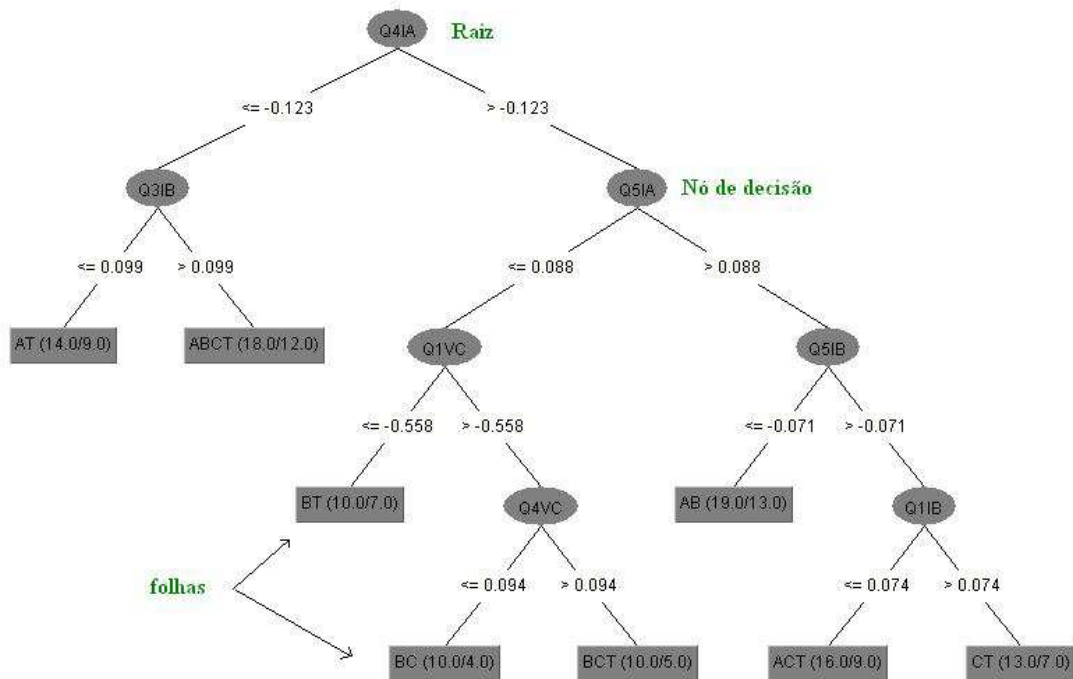 Q4IA
Raiz
<= -0.123
> -0.123
Q3IB
Q5IA
Nó de decisão
<= 0.099
> 0.099
<= 0.088
> 0.088
AT (14.0/9.0)
ABCT (18.0/12.0)
Q1VC
Q5IB
<= -0.558
> -0.558
<= -0.071
> -0.071
BT (10.0/7.0)
Q4VC
AB (19.0/13.0)
Q1IB
folhas
<= 0.094
> 0.094
<= 0.074
> 0.074
BC (10.0/4.0)
BCT (10.0/5.0)
ACT (16.0/9.0)
CT (13.0/7.0)